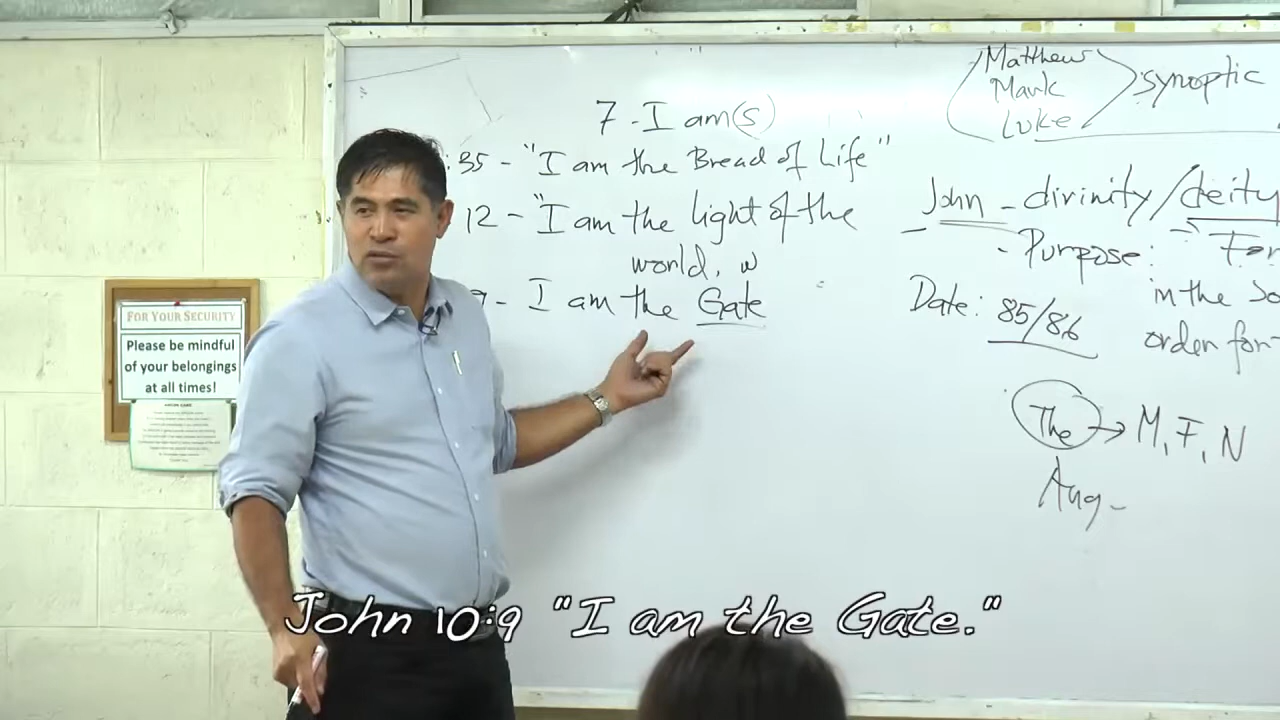 7 - I am(s)
:35 - "I am the Bread of Life"
12 - "I am the light of the
world.
9 - I am the Gate
Matthew
Mark
Luke
synoptic
John - divinity/deity
- Purpose: For
in the
Date: 85/86
order for
The → M, F, N
Aug -
FOR YOUR SECURITY
Please be mindful
of your belongings
at all times!
John 10:9 "I am the Gate."